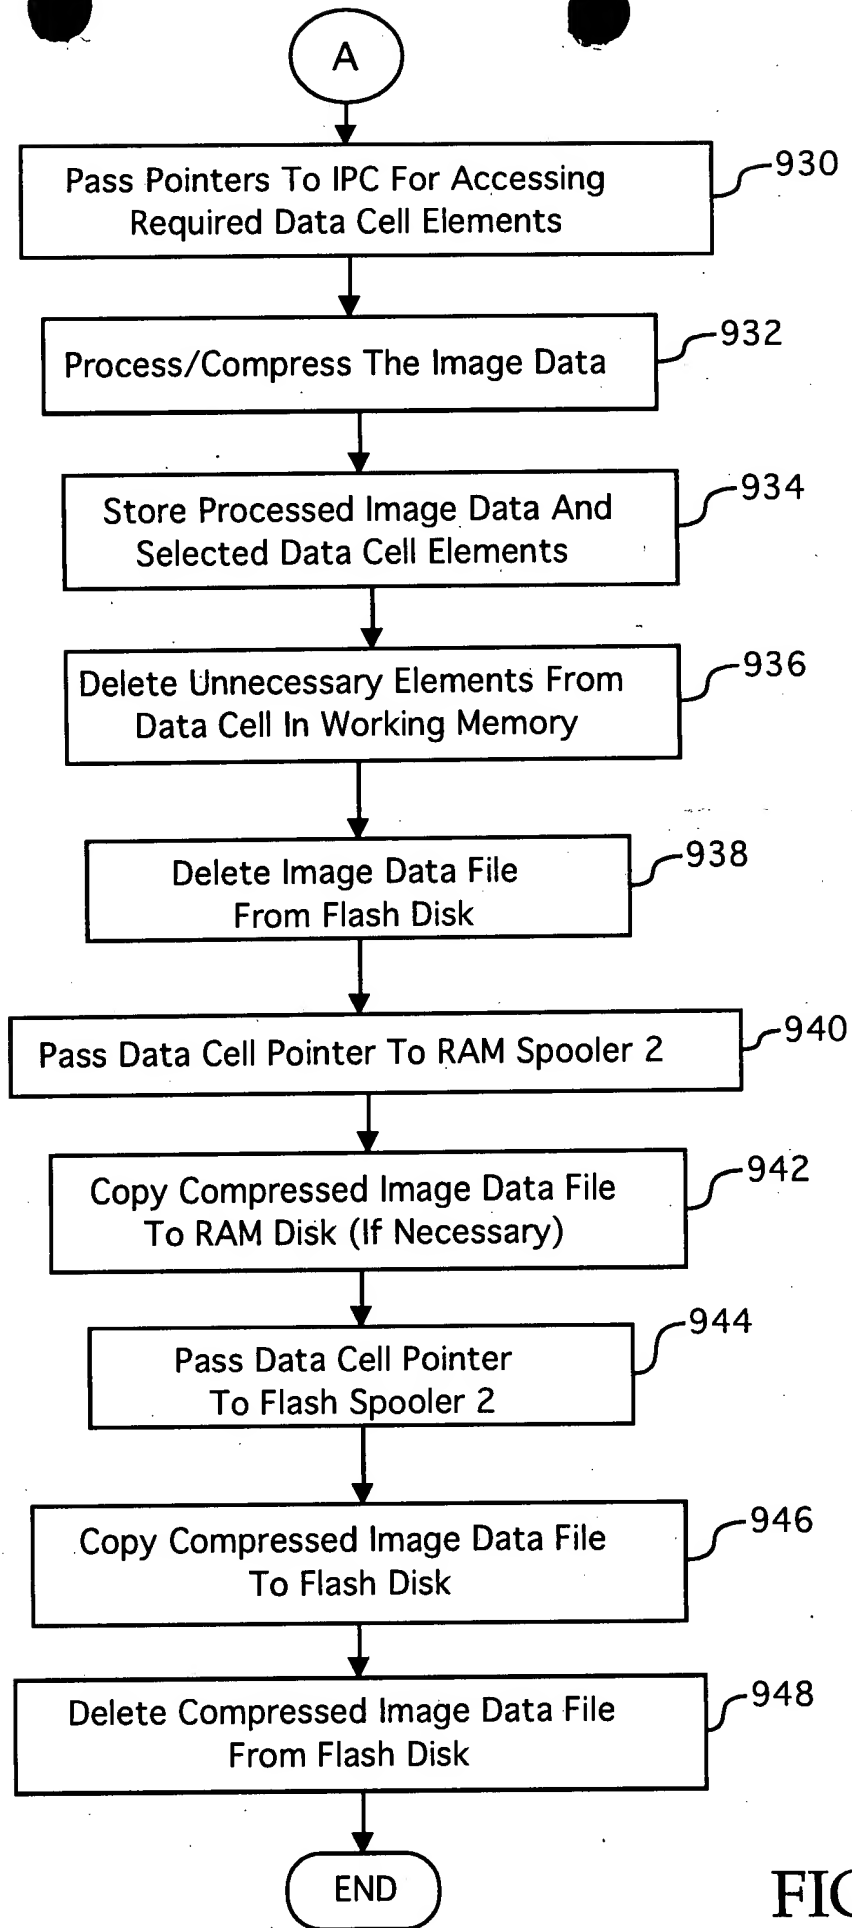 A
Pass Pointers To IPC For Accessing
Required Data Cell Elements
930
Process/Compress The Image Data
932
Store Processed Image Data And
Selected Data Cell Elements
934
Delete Unnecessary Elements From
Data Cell In Working Memory
936
Delete Image Data File
From Flash Disk
938
Pass Data Cell Pointer To RAM Spooler 2
940
Copy Compressed Image Data File
To RAM Disk (If Necessary)
942
Pass Data Cell Pointer
To Flash Spooler 2
944
Copy Compressed Image Data File
To Flash Disk
946
Delete Compressed Image Data File
From Flash Disk
948
END